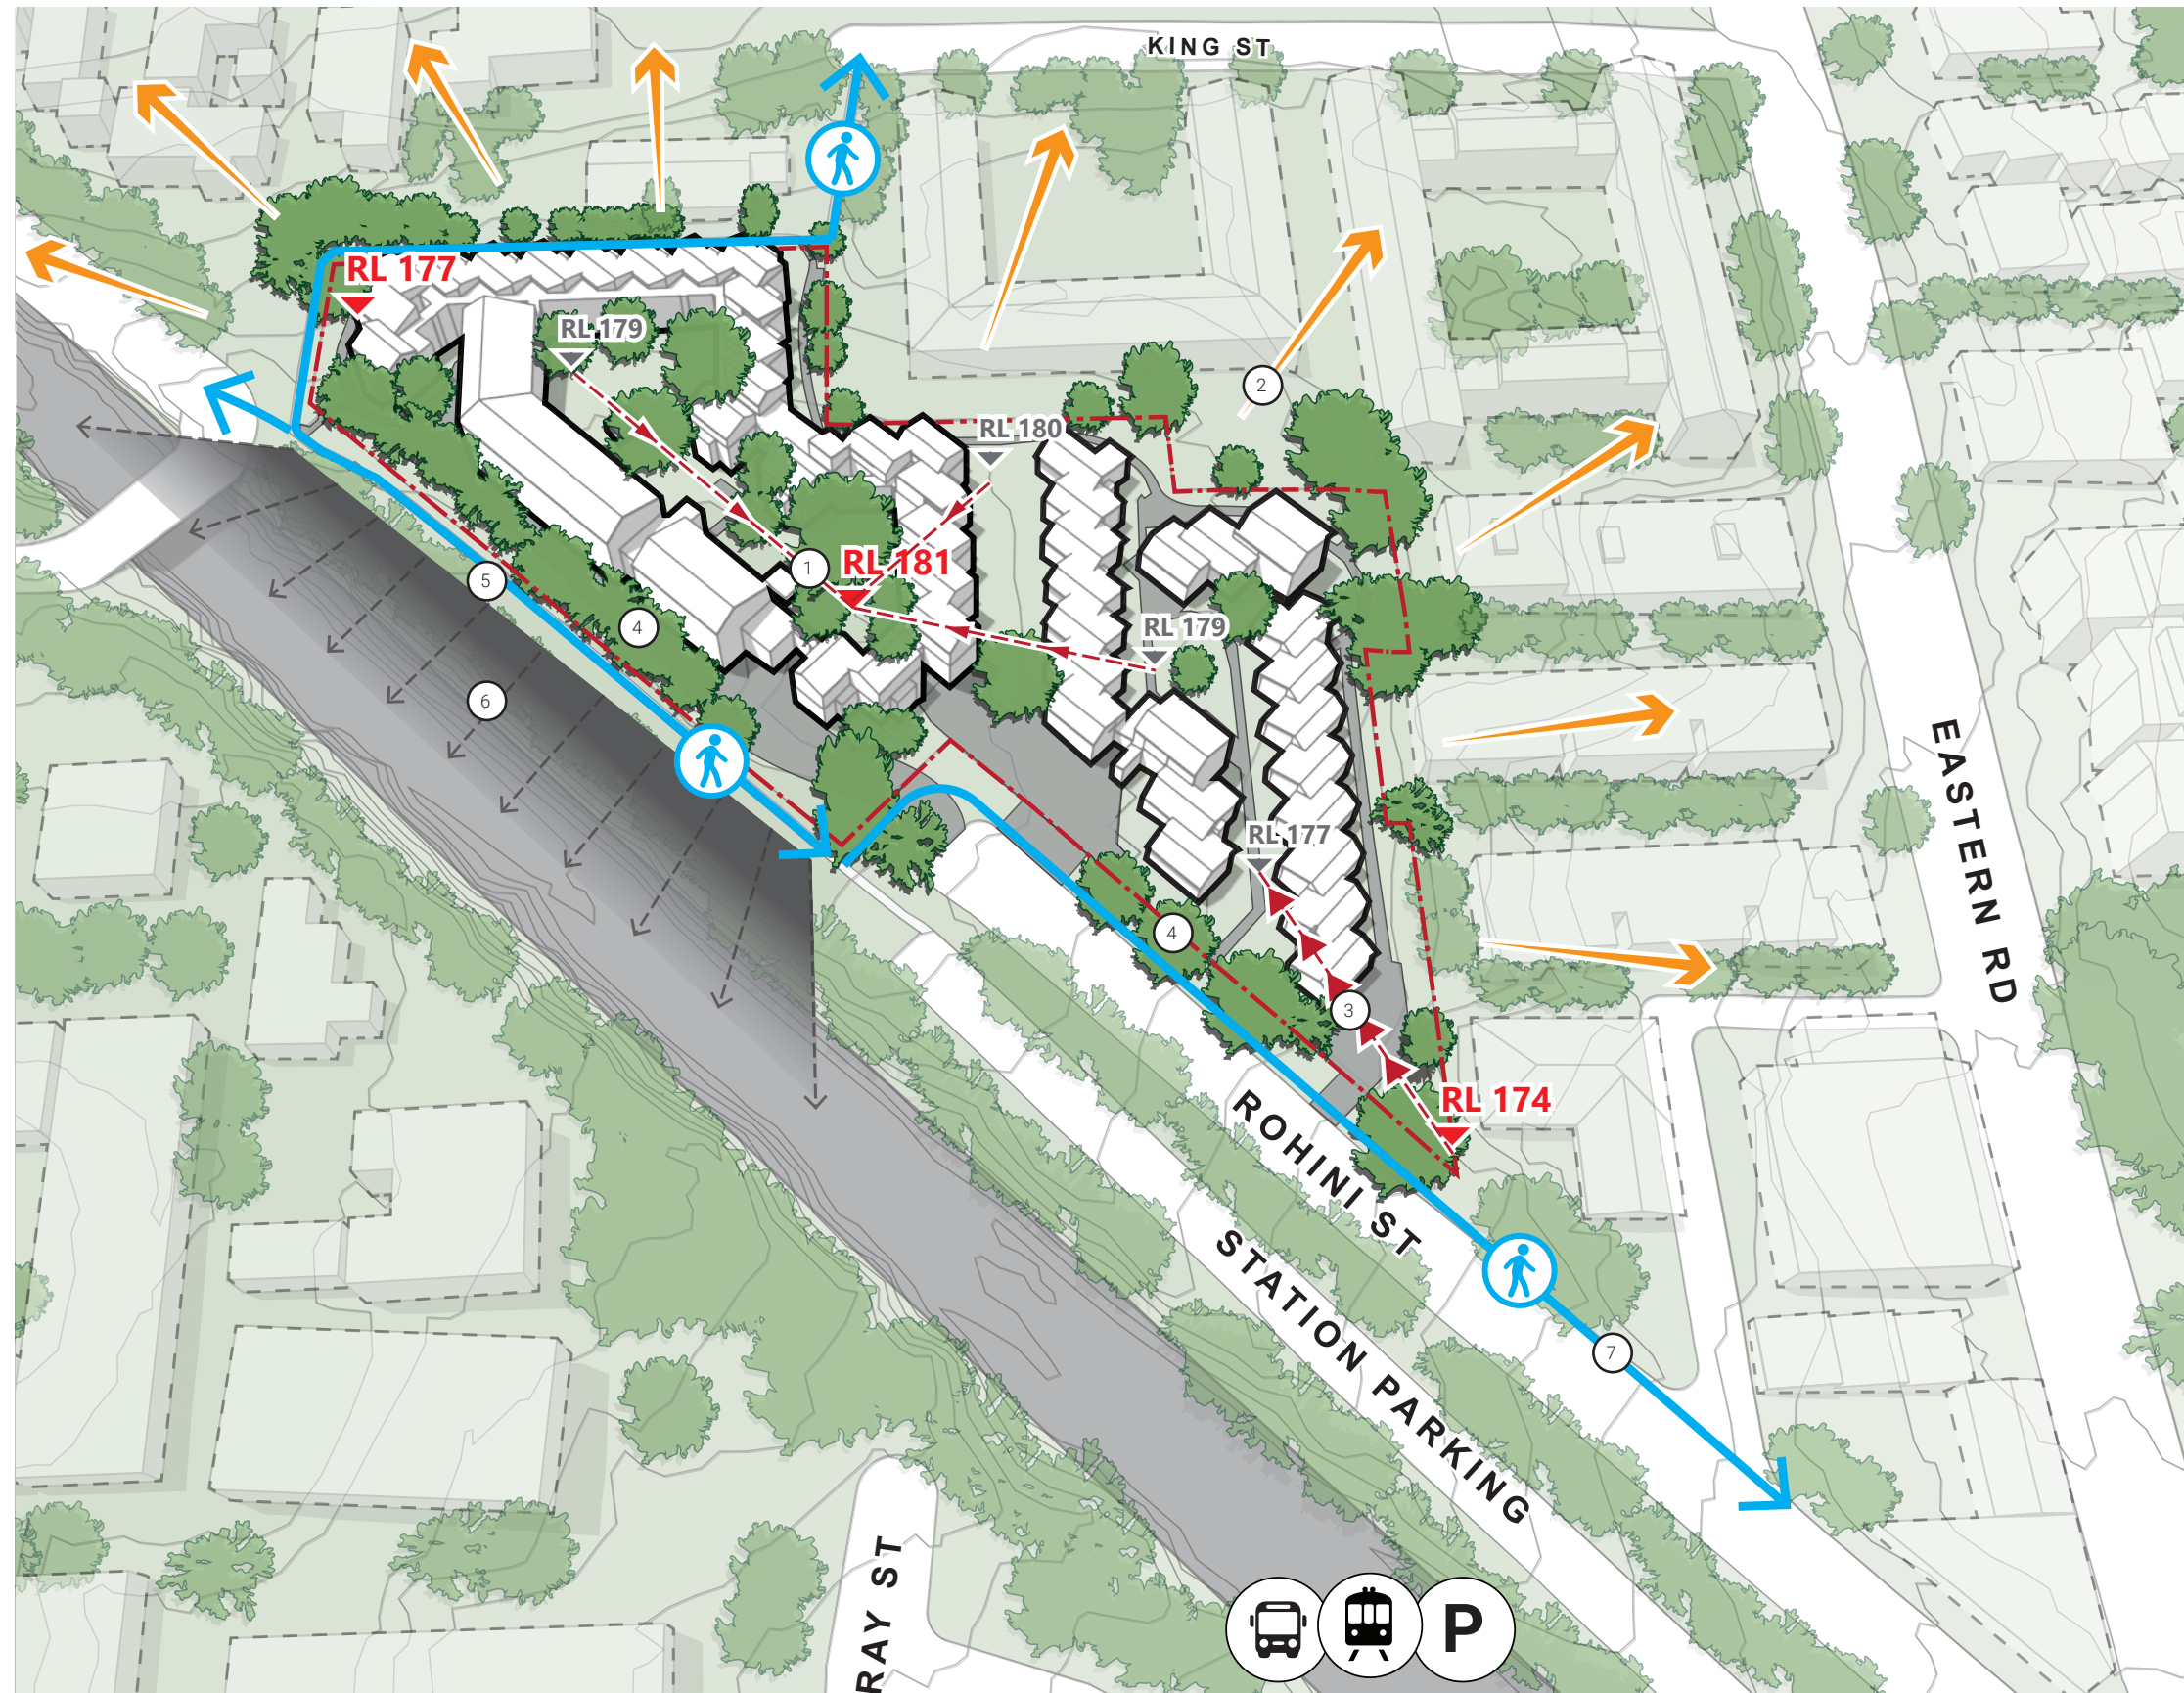 KING ST
RL 177
RL 179
2
RL 180
1
RL 181
5
4
RL 179
6
EASTERN RD
RL 177
4
3
RL 174
ROHINI ST
STATION PARKING
7
RAY ST
P